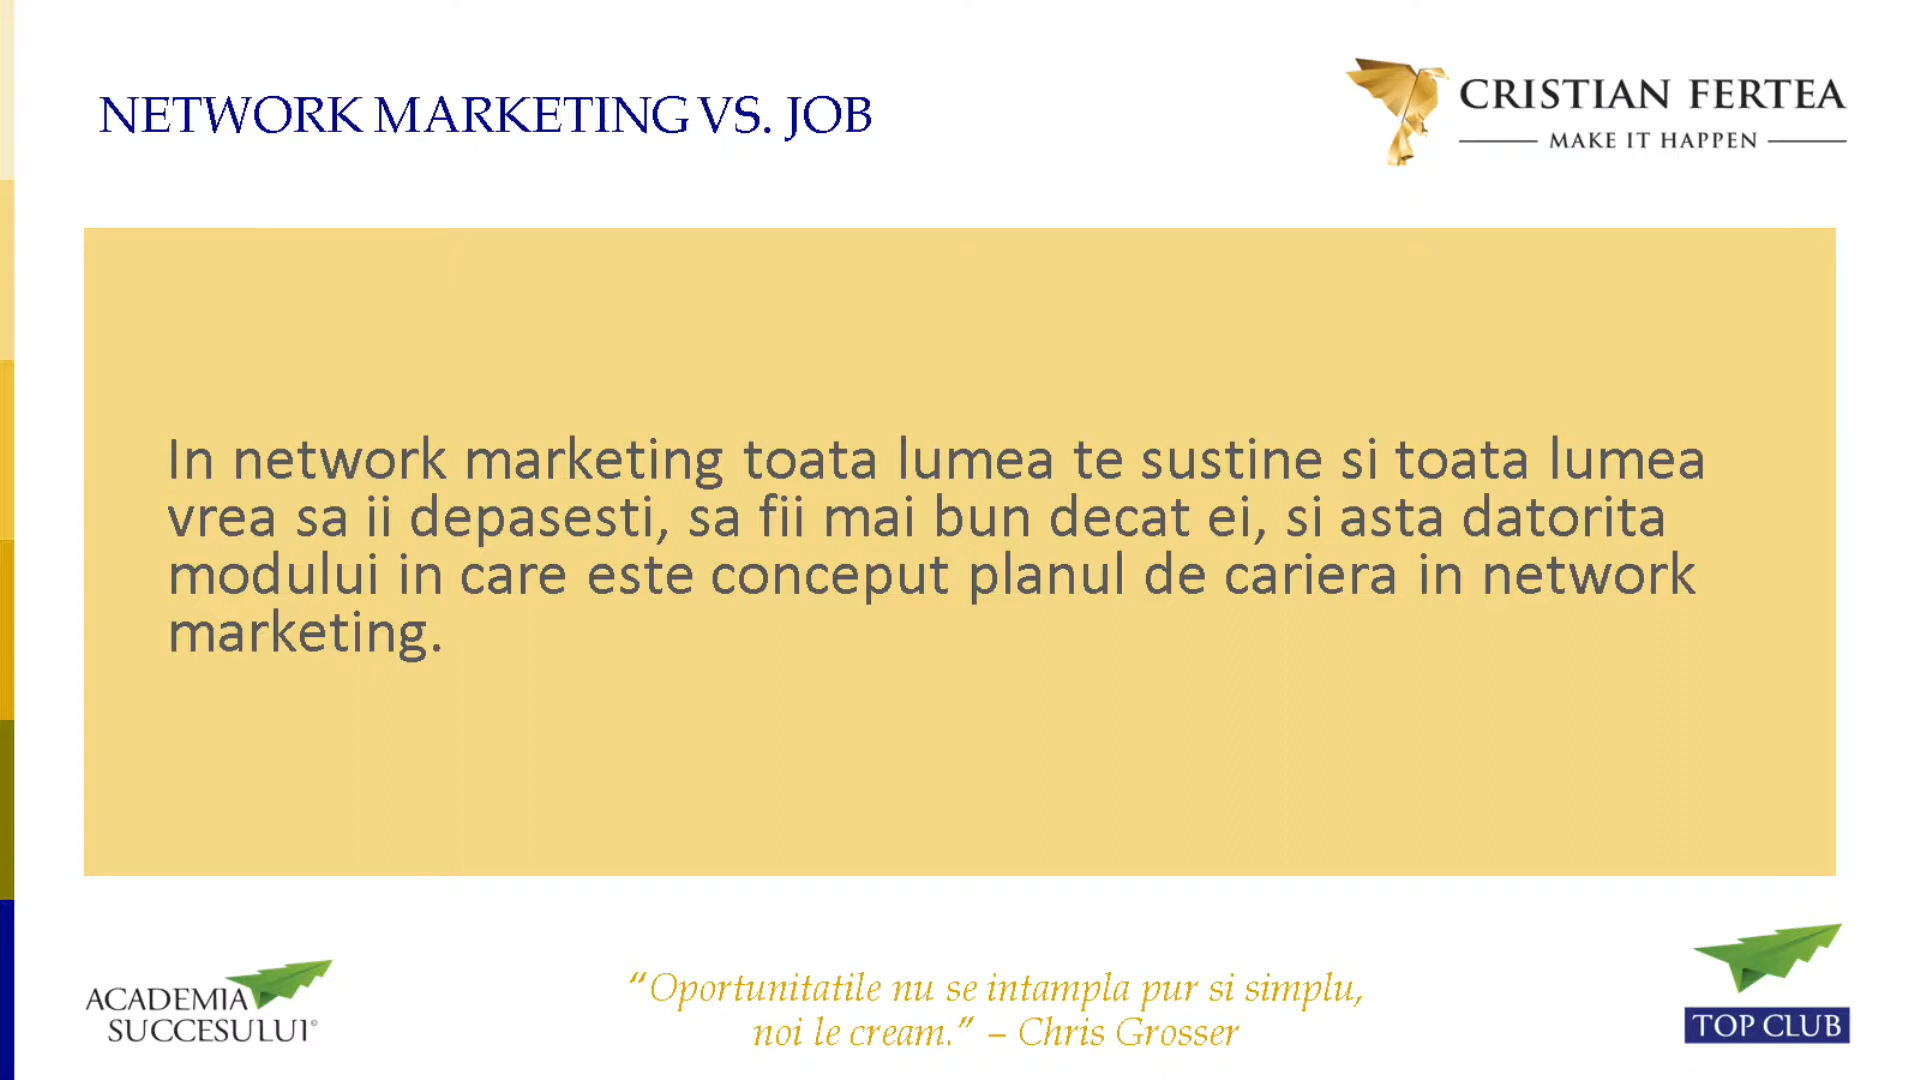 NETWORK MARKETING VS. JOB
CRISTIAN FERTEA
MAKE IT HAPPEN
In network marketing toata lumea te sustine si toata lumea
vrea sa ii depasesti, sa fii mai bun decat ei, si asta datorita
modului in care este conceput planul de cariera in network
marketing.
ACADEMIA
SUCCESULUI©
“Oportunitatile nu se intampla pur si simplu,
noi le cream.” – Chris Grosser
TOP CLUB